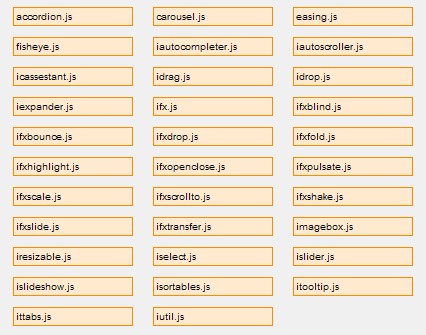 accordion.js carousel.js easing.js
fisheye.js iautocompleter.js iautoscroller.js
icassestant.js idrag.js idrop.js
iexpander.js ifx.js ifxblind.js
ifxbounce.js ifxdrop.js ifxfold.js
ifxhighlight.js ifxopenclose.js ifxpulsate.js
ifxscale.js ifxscrollto.js ifxshake.js
ifxslide.js ifxtransfer.js imagebox.js
iresizable.js iselect.js islider.js
islideshow.js isortables.js itooltip.js
ittabs.js iutil.js